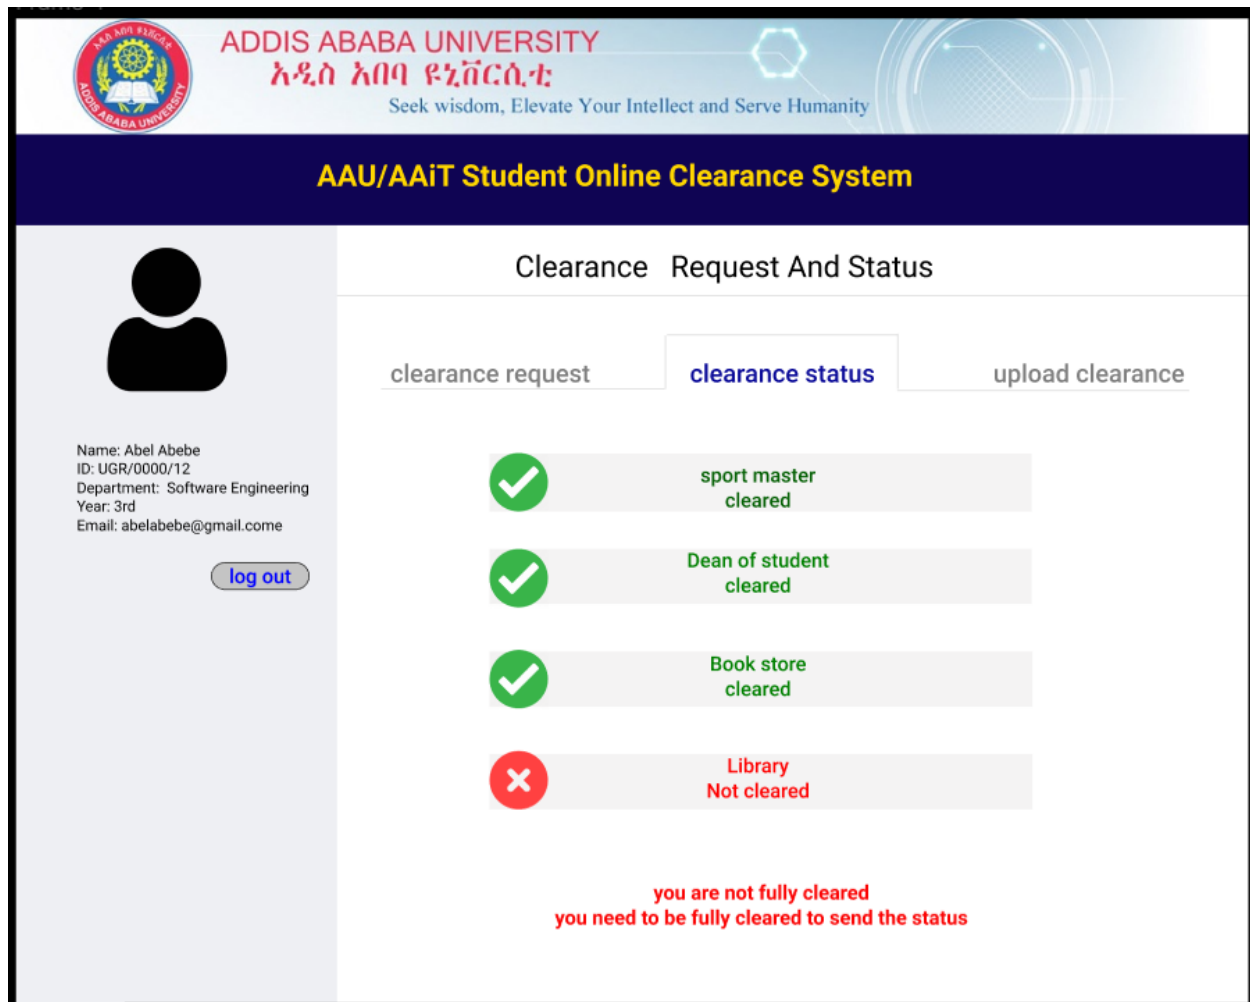 ADDIS ABABA UNIVERSITY
አዲስ አበባ ዩኒቨርሲቲ
Seek wisdom, Elevate Your Intellect and Serve Humanity
ADDIS ABABA UNIVERSITY
AAU/AAiT Student Online Clearance System
Name: Abel Abebe
ID: UGR/0000/12
Department: Software Engineering
Year: 3rd
Email: abelabebe@gmail.come
log out
Clearance Request And Status
clearance request
clearance status
upload clearance
sport master
cleared
Dean of student
cleared
Book store
cleared
Library
Not cleared
you are not fully cleared
you need to be fully cleared to send the status